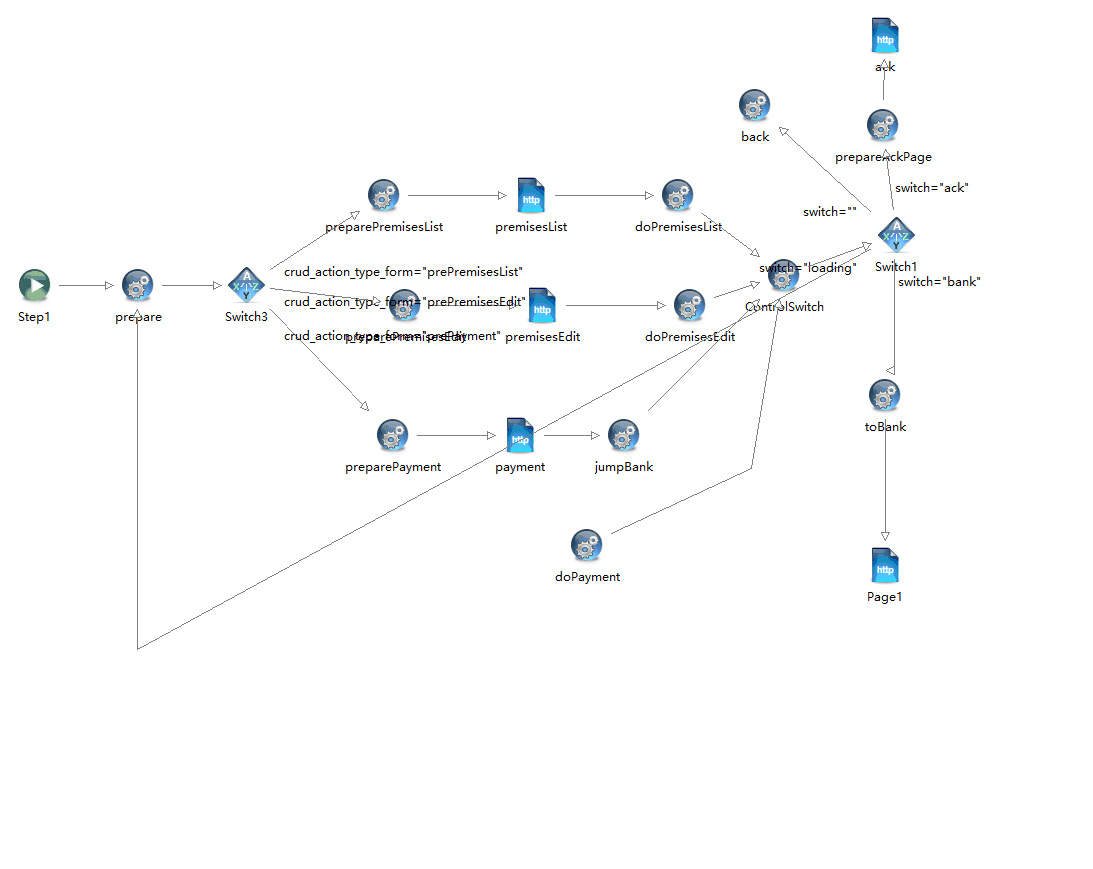 http
ack
back
prepareAckPage
switch="ack"
switch=""
http
preparePremisesList
premisesList
doPremisesList
A
X Y Z
Y
Switch1
crud_action_type_form="prePremisesList"
switch="loading"
switch="bank"
A
X Y Z
Y
Step1
prepare
Switch3
crud_action_type_form="prePremisesEdit"
http
ControlSwitch
crud_action_type_form="prePayment"
preparePremisesEdit
premisesEdit
doPremisesEdit
toBank
http
preparePayment
payment
jumpBank
doPayment
http
Page1